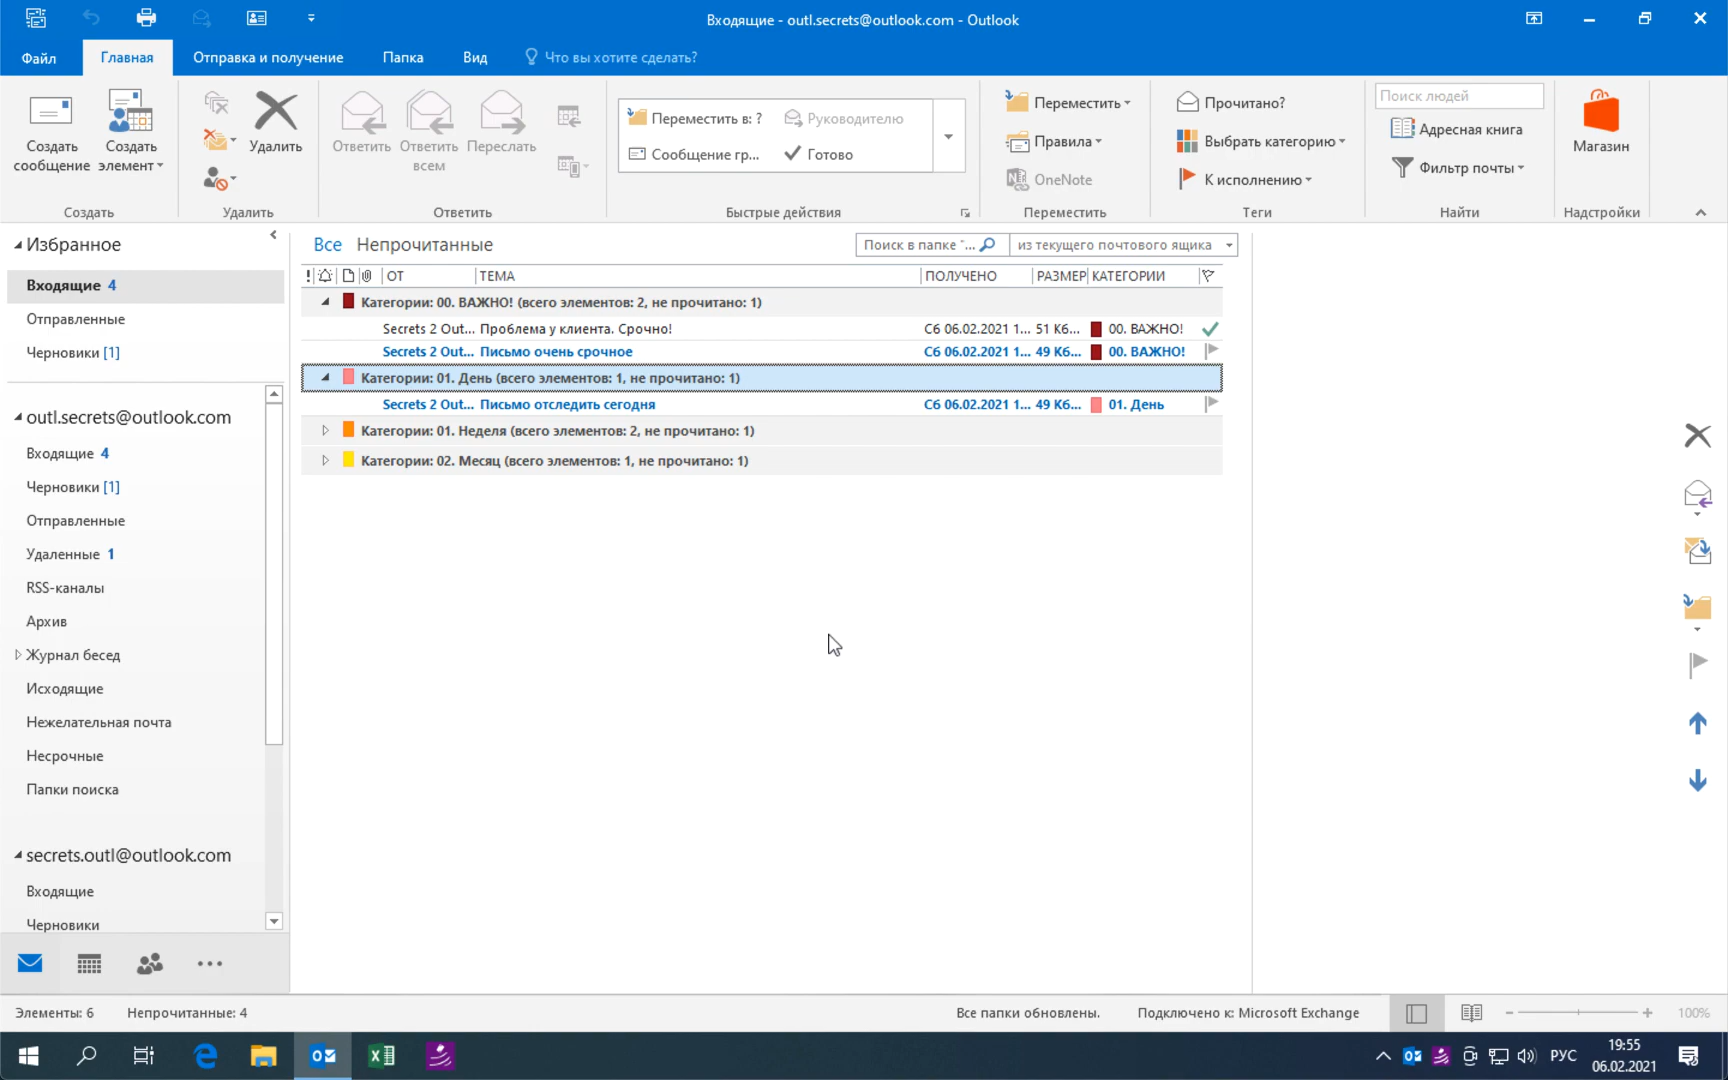 Входящие - outl.secrets@outlook.com - Outlook
Файл Главная Отправка и получение Папка Вид Что вы хотите сделать?
Создать сообщение
Создать элемент
Создать
Удалить
Удалить
Ответить
Ответить всем
Переслать
Ответить
Переместить в: ?
Руководителю
Сообщение гр...
Готово
Быстрые действия
Переместить
Правила
OneNote
Переместить
Прочитано?
Выбрать категорию
К исполнению
Теги
Поиск людей
Адресная книга
Фильтр почты
Найти
Магазин
Надстройки
Избранное
Входящие 4
Отправленные
Черновики [1]
outl.secrets@outlook.com
Входящие 4
Черновики [1]
Отправленные
Удаленные 1
RSS-каналы
Архив
Журнал бесед
Исходящие
Нежелательная почта
Несрочные
Папки поиска
secrets.outl@outlook.com
Входящие
Черновики
Все Непрочитанные
Поиск в папке "... из текущего почтового ящика
! ОТ ТЕМА ПОЛУЧЕНО РАЗМЕР КАТЕГОРИИ
Категории: 00. ВАЖНО! (всего элементов: 2, не прочитано: 1)
Secrets 2 Out... Проблема у клиента. Срочно! Сб 06.02.2021 1... 51 Кб... 00. ВАЖНО!
Secrets 2 Out... Письмо очень срочное Сб 06.02.2021 1... 49 Кб... 00. ВАЖНО!
Категории: 01. День (всего элементов: 1, не прочитано: 1)
Secrets 2 Out... Письмо отследить сегодня Сб 06.02.2021 1... 49 Кб... 01. День
Категории: 01. Неделя (всего элементов: 2, не прочитано: 1)
Категории: 02. Месяц (всего элементов: 1, не прочитано: 1)
Элементы: 6 Непрочитанные: 4 Все папки обновлены. Подключено к: Microsoft Exchange 100%
РУС
19:55
06.02.2021